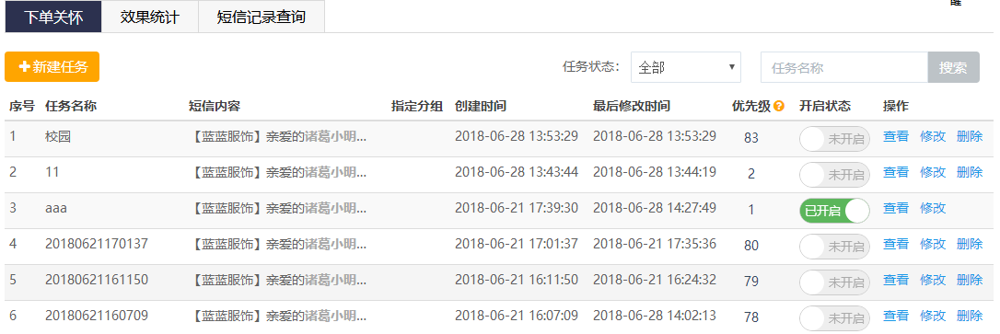 醒
下单关怀 效果统计 短信记录查询
+新建任务 任务状态: 全部 任务名称 搜索
序号 任务名称 短信内容 指定分组 创建时间 最后修改时间 优先级? 开启状态 操作
1 校园 【蓝蓝服饰】亲爱的诸葛小明... 2018-06-28 13:53:29 2018-06-28 13:53:29 83 未开启 查看 修改 删除
2 11 【蓝蓝服饰】亲爱的诸葛小明... 2018-06-28 13:43:44 2018-06-28 13:44:19 2 未开启 查看 修改 删除
3 aaa 【蓝蓝服饰】亲爱的诸葛小明... 2018-06-21 17:39:30 2018-06-28 14:27:49 1 已开启 查看 修改
4 20180621170137 【蓝蓝服饰】亲爱的诸葛小明... 2018-06-21 17:01:37 2018-06-21 17:35:36 80 未开启 查看 修改 删除
5 20180621161150 【蓝蓝服饰】亲爱的诸葛小明... 2018-06-21 16:11:50 2018-06-21 16:24:32 79 未开启 查看 修改 删除
6 20180621160709 【蓝蓝服饰】亲爱的诸葛小明... 2018-06-21 16:07:09 2018-06-28 14:02:13 78 未开启 查看 修改 删除